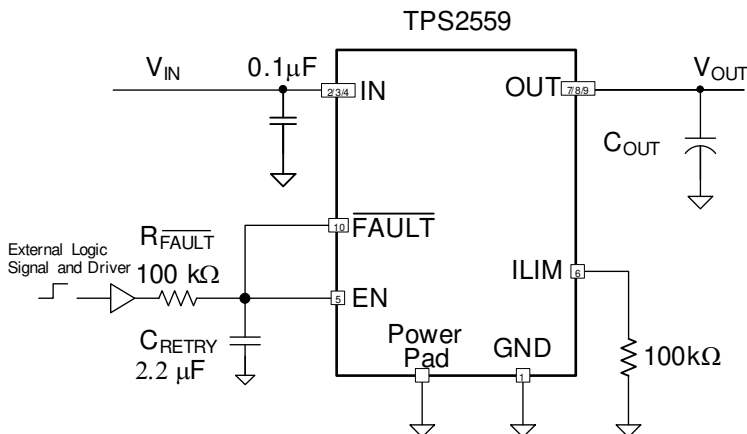 TPS2559
V_IN
0.1µF
2/3/4
IN
OUT
7/8/9
V_OUT
C_OUT
10
FAULT
R_FAULT
External Logic
Signal and Driver
100 kΩ
5
EN
ILIM
6
C_RETRY
2.2 µF
Power
Pad
GND
1
100kΩ